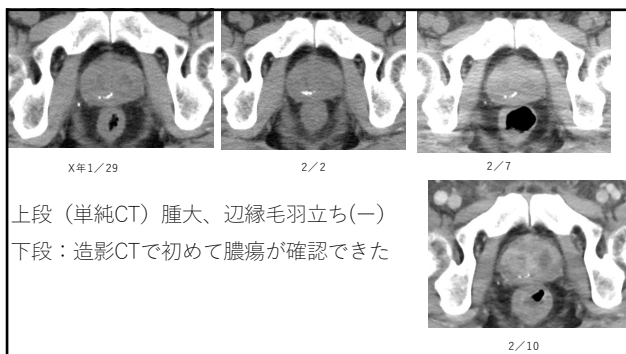 X年1／29
2／2
2／7
上段（単純CT）腫大、辺縁毛羽立ち(ー)
下段：造影CTで初めて膿瘍が確認できた
2／10